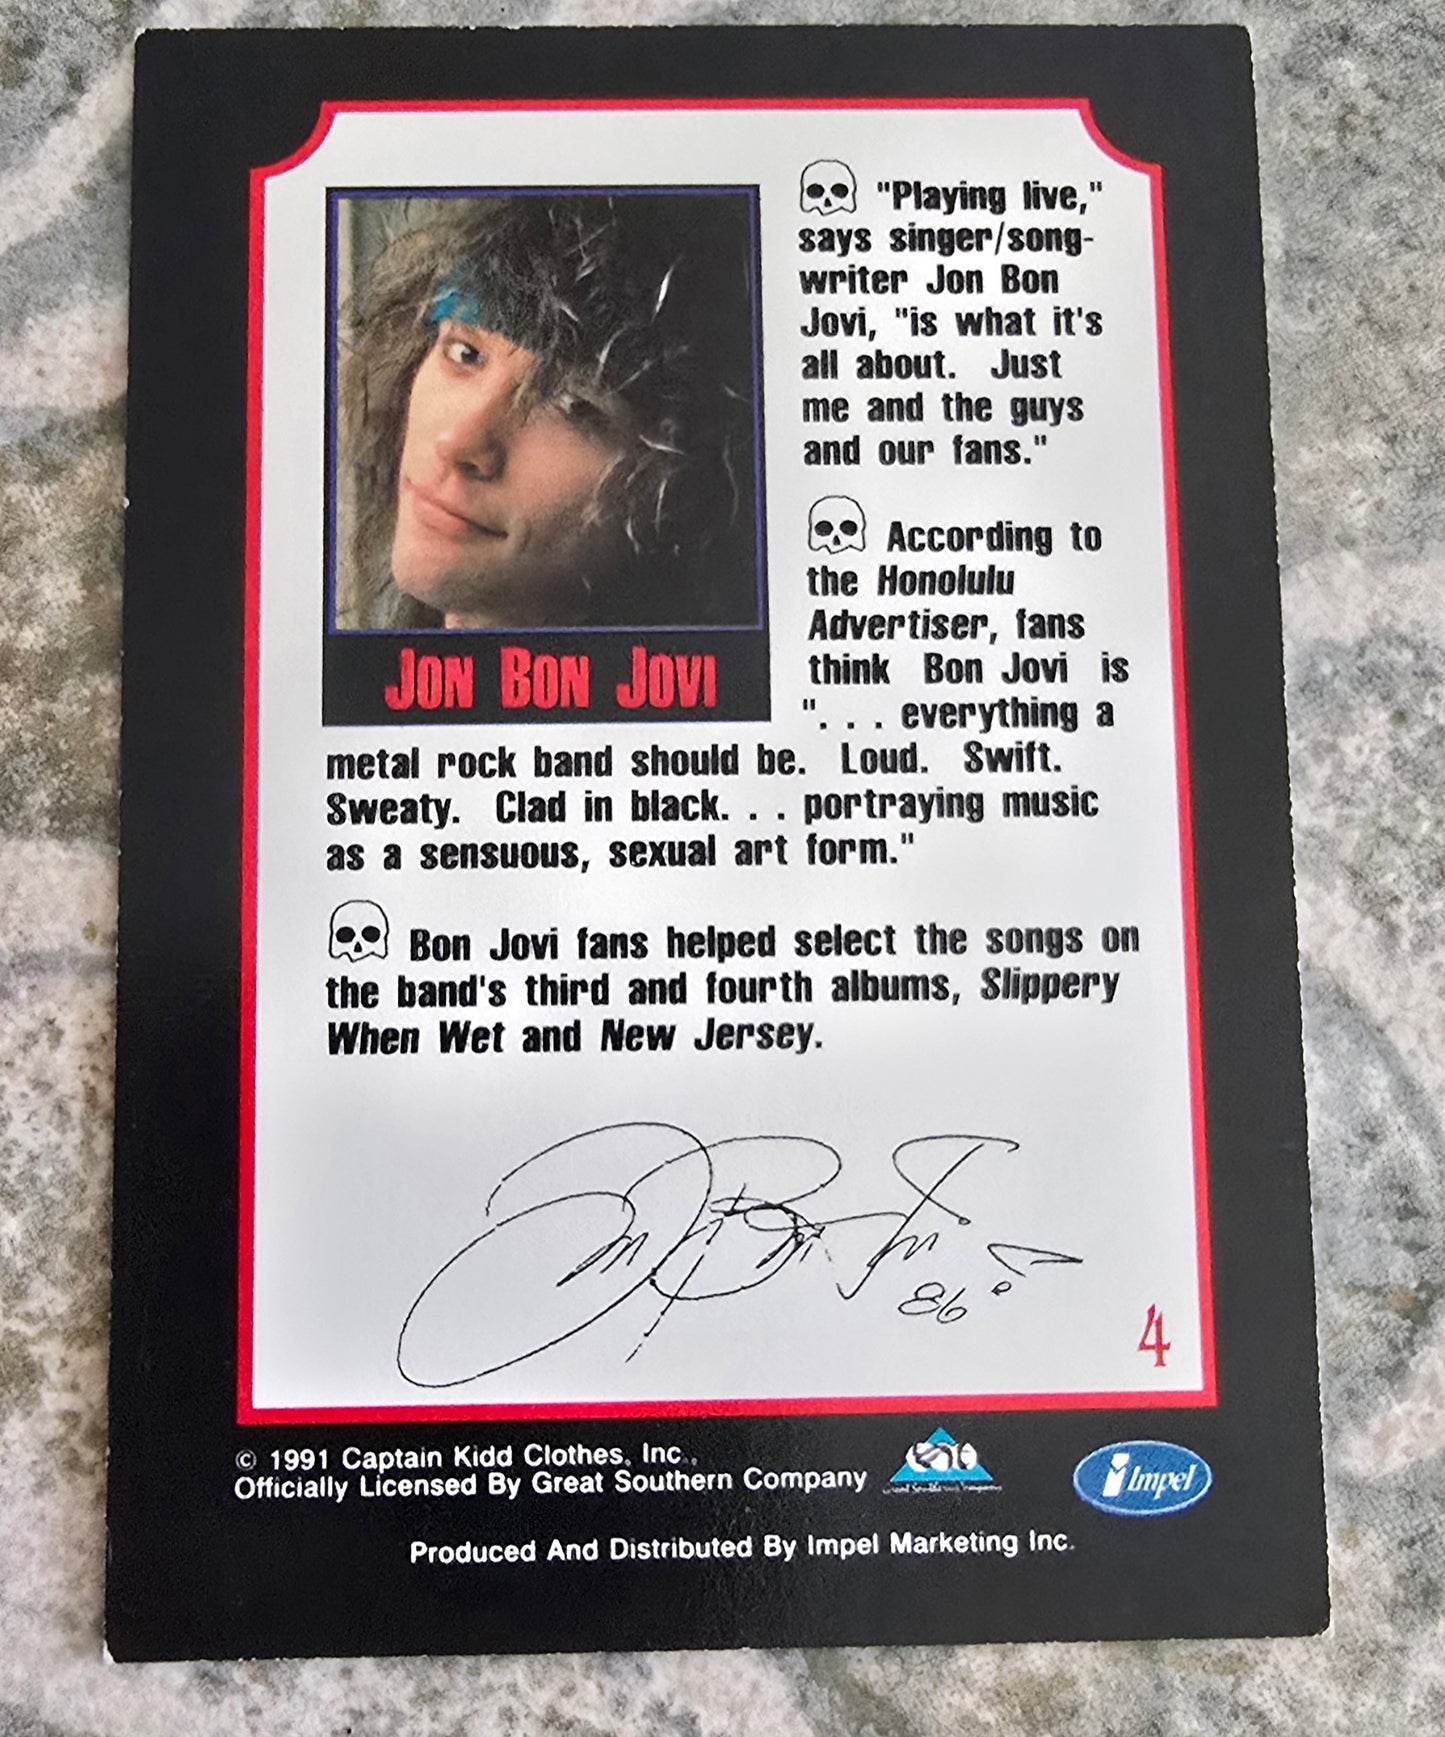 "Playing live,"
says singer/song-
writer Jon Bon
Jovi, "is what it's
all about. Just
me and the guys
and our fans."
According to
the Honolulu
Advertiser, fans
think Bon Jovi is
". . . everything a
JON BON JOVI
metal rock band should be. Loud. Swift.
Sweaty. Clad in black. . . portraying music
as a sensuous, sexual art form."
Bon Jovi fans helped select the songs on
the band's third and fourth albums, Slippery
When Wet and New Jersey.
86
4
© 1991 Captain Kidd Clothes, Inc.
Officially Licensed By Great Southern Company
Impel
Produced And Distributed By Impel Marketing Inc.